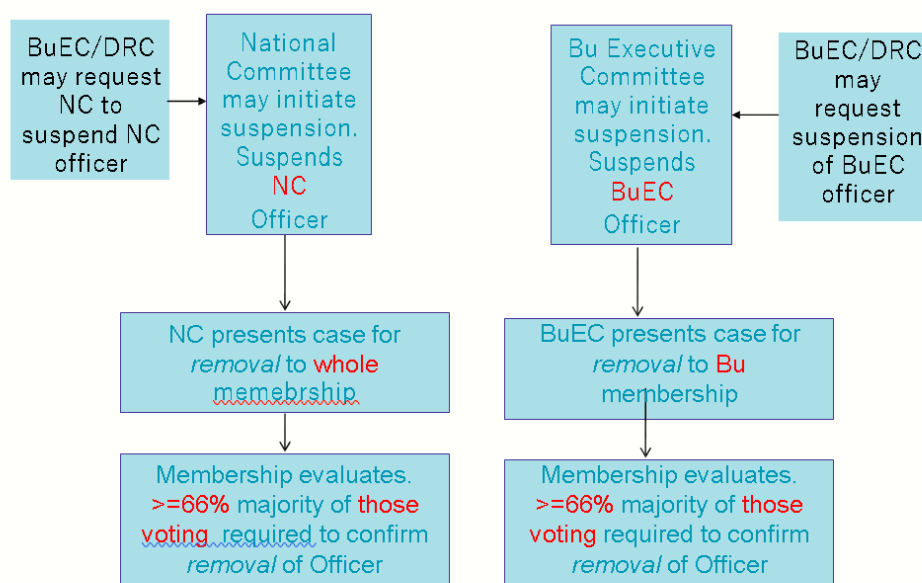 BuEC/DRC
may request
NC to
suspend NC
officer
National
Committee
may initiate
suspension.
Suspends
NC
Officer
Bu Executive
Committee
may initiate
suspension.
Suspends
BuEC
Officer
BuEC/DRC
may
request
suspension
of BuEC
officer
NC presents case for
removal to whole
memebrship
BuEC presents case for
removal to Bu
membership
Membership evaluates.
>=66% majority of those
voting required to confirm
removal of Officer
Membership evaluates.
>=66% majority of those
voting required to confirm
removal of Officer